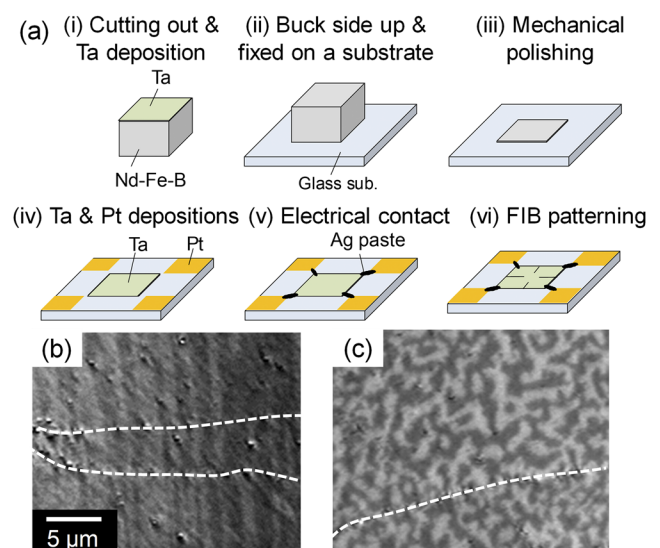 (a)
(i) Cutting out &
Ta deposition
Ta
Nd-Fe-B
(ii) Buck side up &
fixed on a substrate
Glass sub.
(iii) Mechanical
polishing
(iv) Ta & Pt depositions
Ta
Pt
(v) Electrical contact
Ag paste
(vi) FIB patterning
(b)
5 μm
(c)